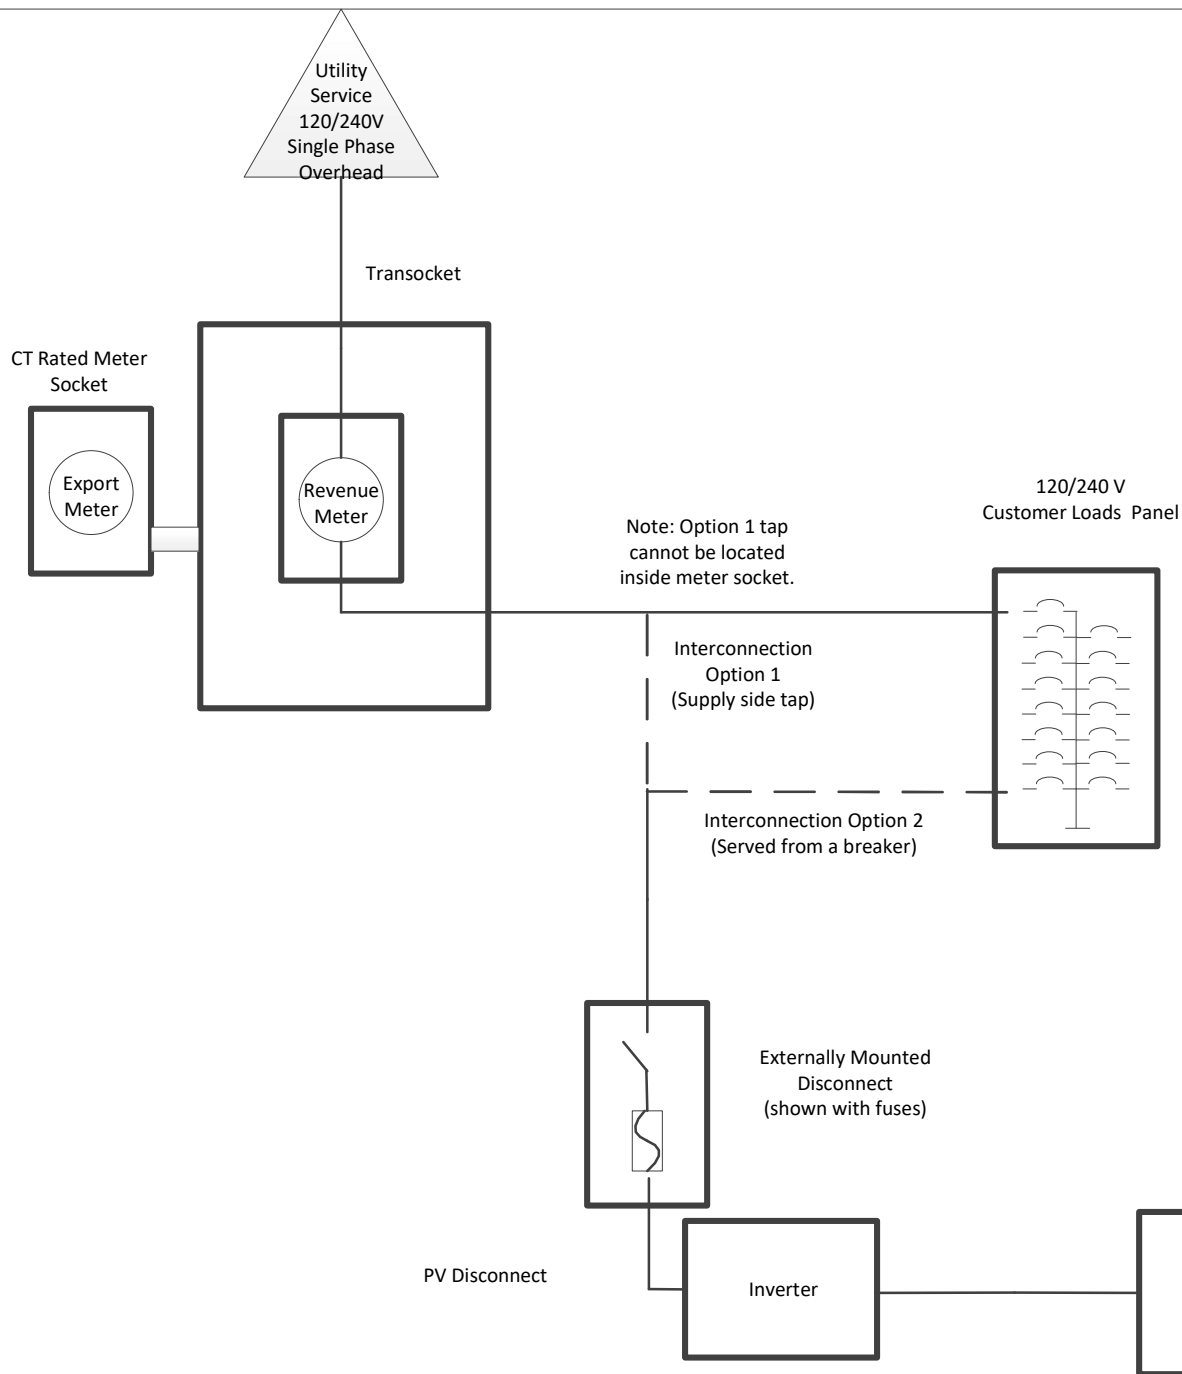 Utility
Service
120/240V
Single Phase
Overhead
Transocket
CT Rated Meter
Socket
Export
Meter
Revenue
Meter
Note: Option 1 tap
cannot be located
inside meter socket.
120/240 V
Customer Loads Panel
Interconnection
Option 1
(Supply side tap)
Interconnection Option 2
(Served from a breaker)
Externally Mounted
Disconnect
(shown with fuses)
PV Disconnect
Inverter